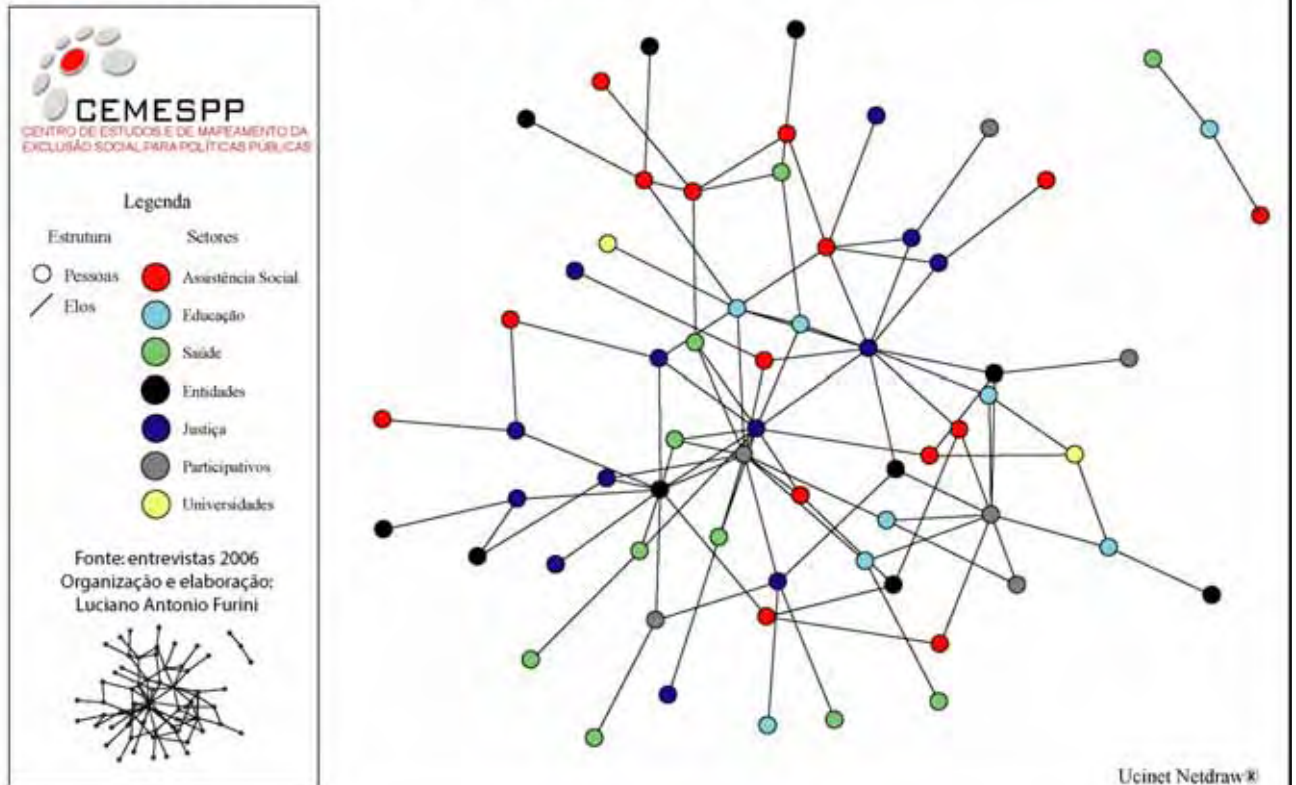 CEMESPP
CENTRO DE ESTUDOS E DE MAPEAMENTO DA
EXCLUSÃO SOCIAL PARA POLÍTICAS PÚBLICAS
Legenda
Estrutura
Setores
Pessoas
Elos
Assistência Social
Educação
Saúde
Entidades
Justiça
Participativos
Universidades
Fonte: entrevistas 2006
Organização e elaboração:
Luciano Antonio Furini
Ucinet Netdraw®